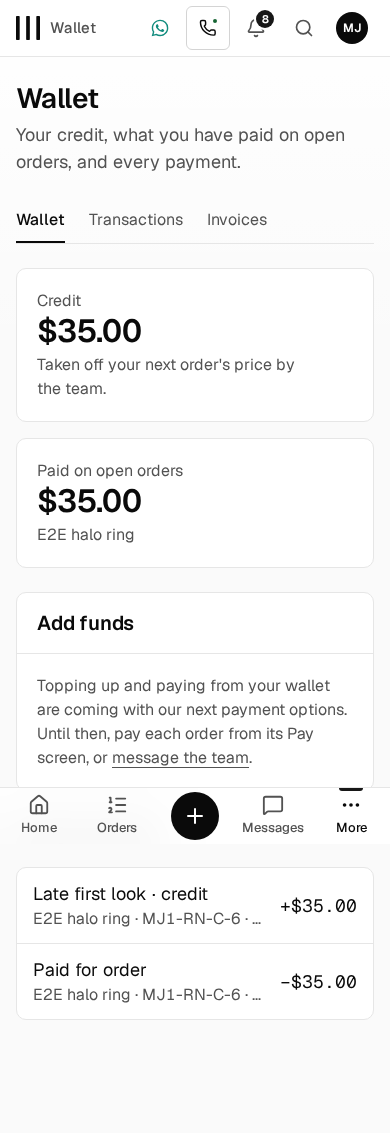 Wallet
8
MJ
Wallet
Your credit, what you have paid on open
orders, and every payment.
Wallet Transactions Invoices
Credit
$35.00
Taken off your next order's price by
the team.
Paid on open orders
$35.00
E2E halo ring
Add funds
Topping up and paying from your wallet
are coming with our next payment options.
Until then, pay each order from its Pay
screen, or message the team.
Home Orders Messages More
Late first look · credit
E2E halo ring · MJ1-RN-C-6 · ...
+$35.00
Paid for order
E2E halo ring · MJ1-RN-C-6 · ...
−$35.00